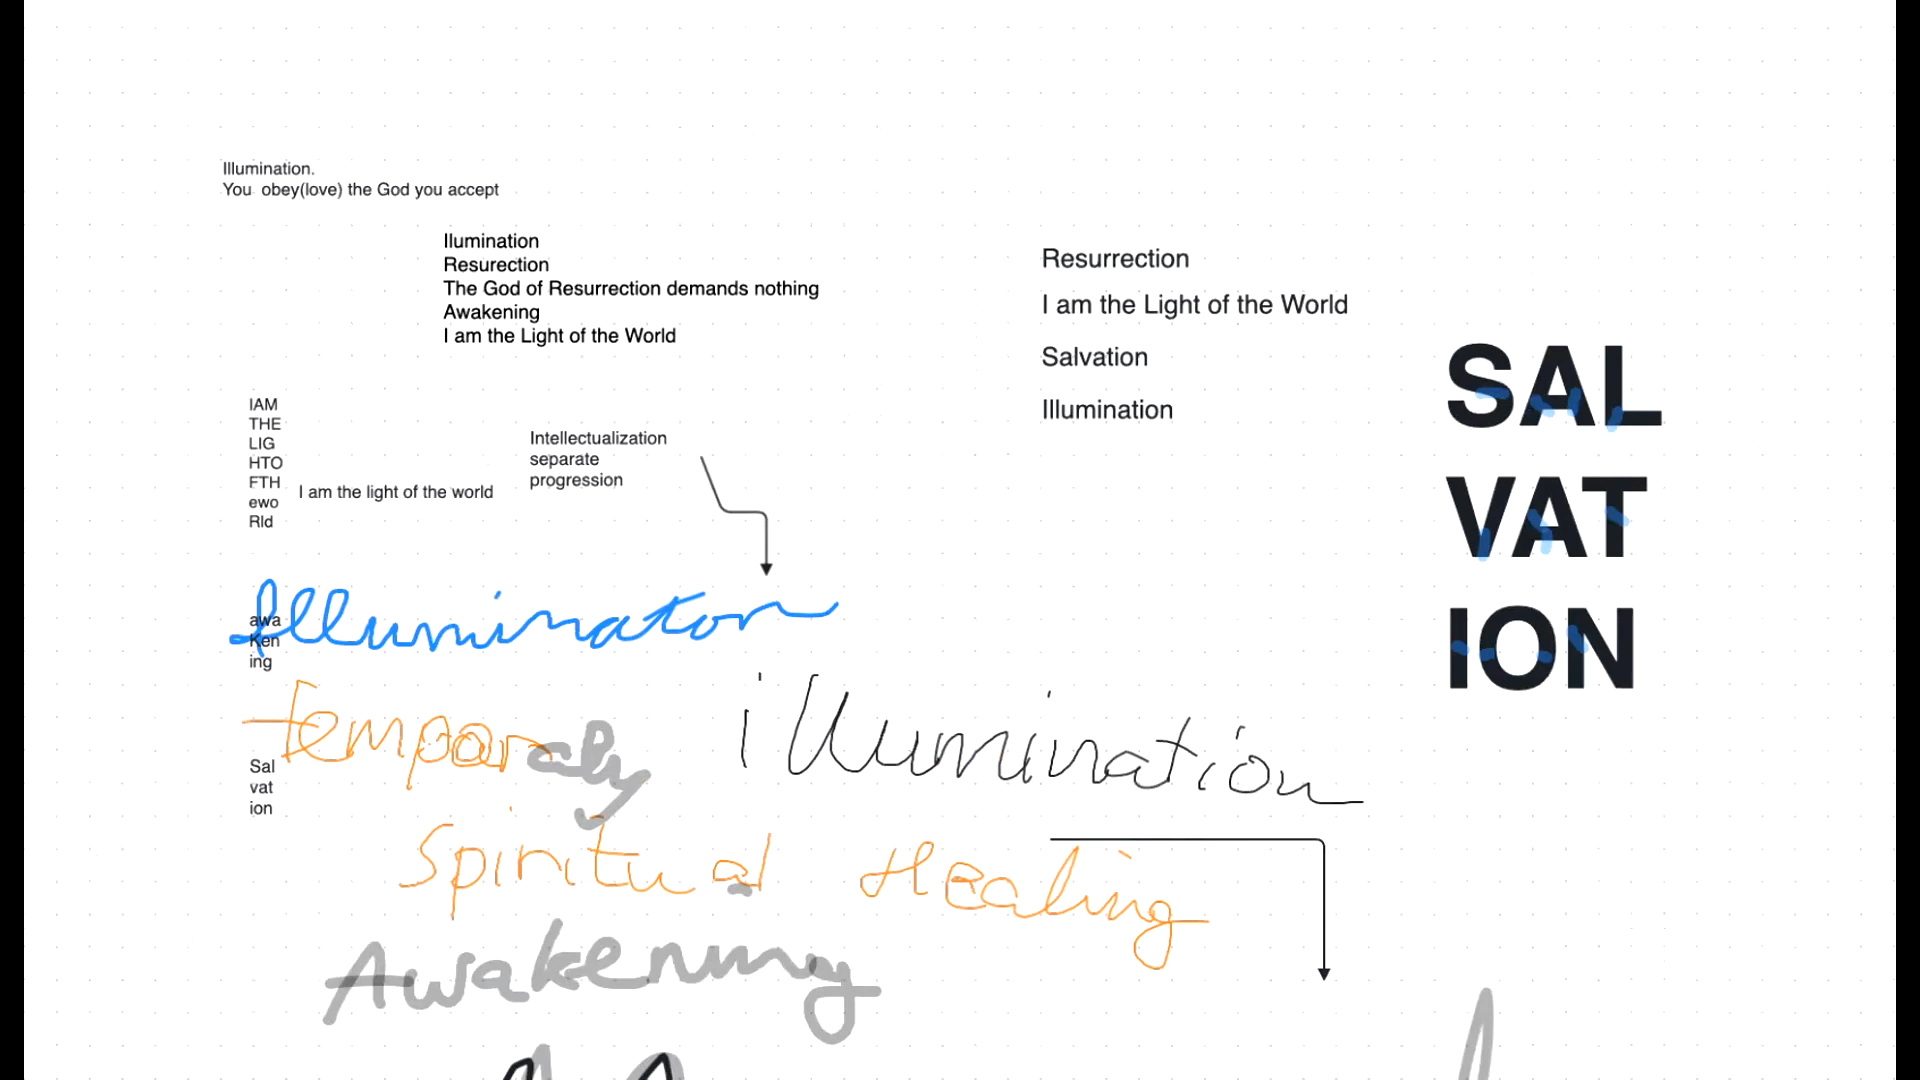 Illumination.
You obey(love) the God you accept
Ilumination
Resurection
The God of Resurrection demands nothing
Awakening
I am the Light of the World
Resurrection
I am the Light of the World
Salvation
Illumination
SAL
VAT
ION
IAM
THE
LIG
HTO
FTH
ewo
Rld
I am the light of the world
Intellectualization
separate
progression
Illuminaton
awa
Ken
ing
temporaly
illumination
Sal
vat
ion
Spiritual Healing
Awakening